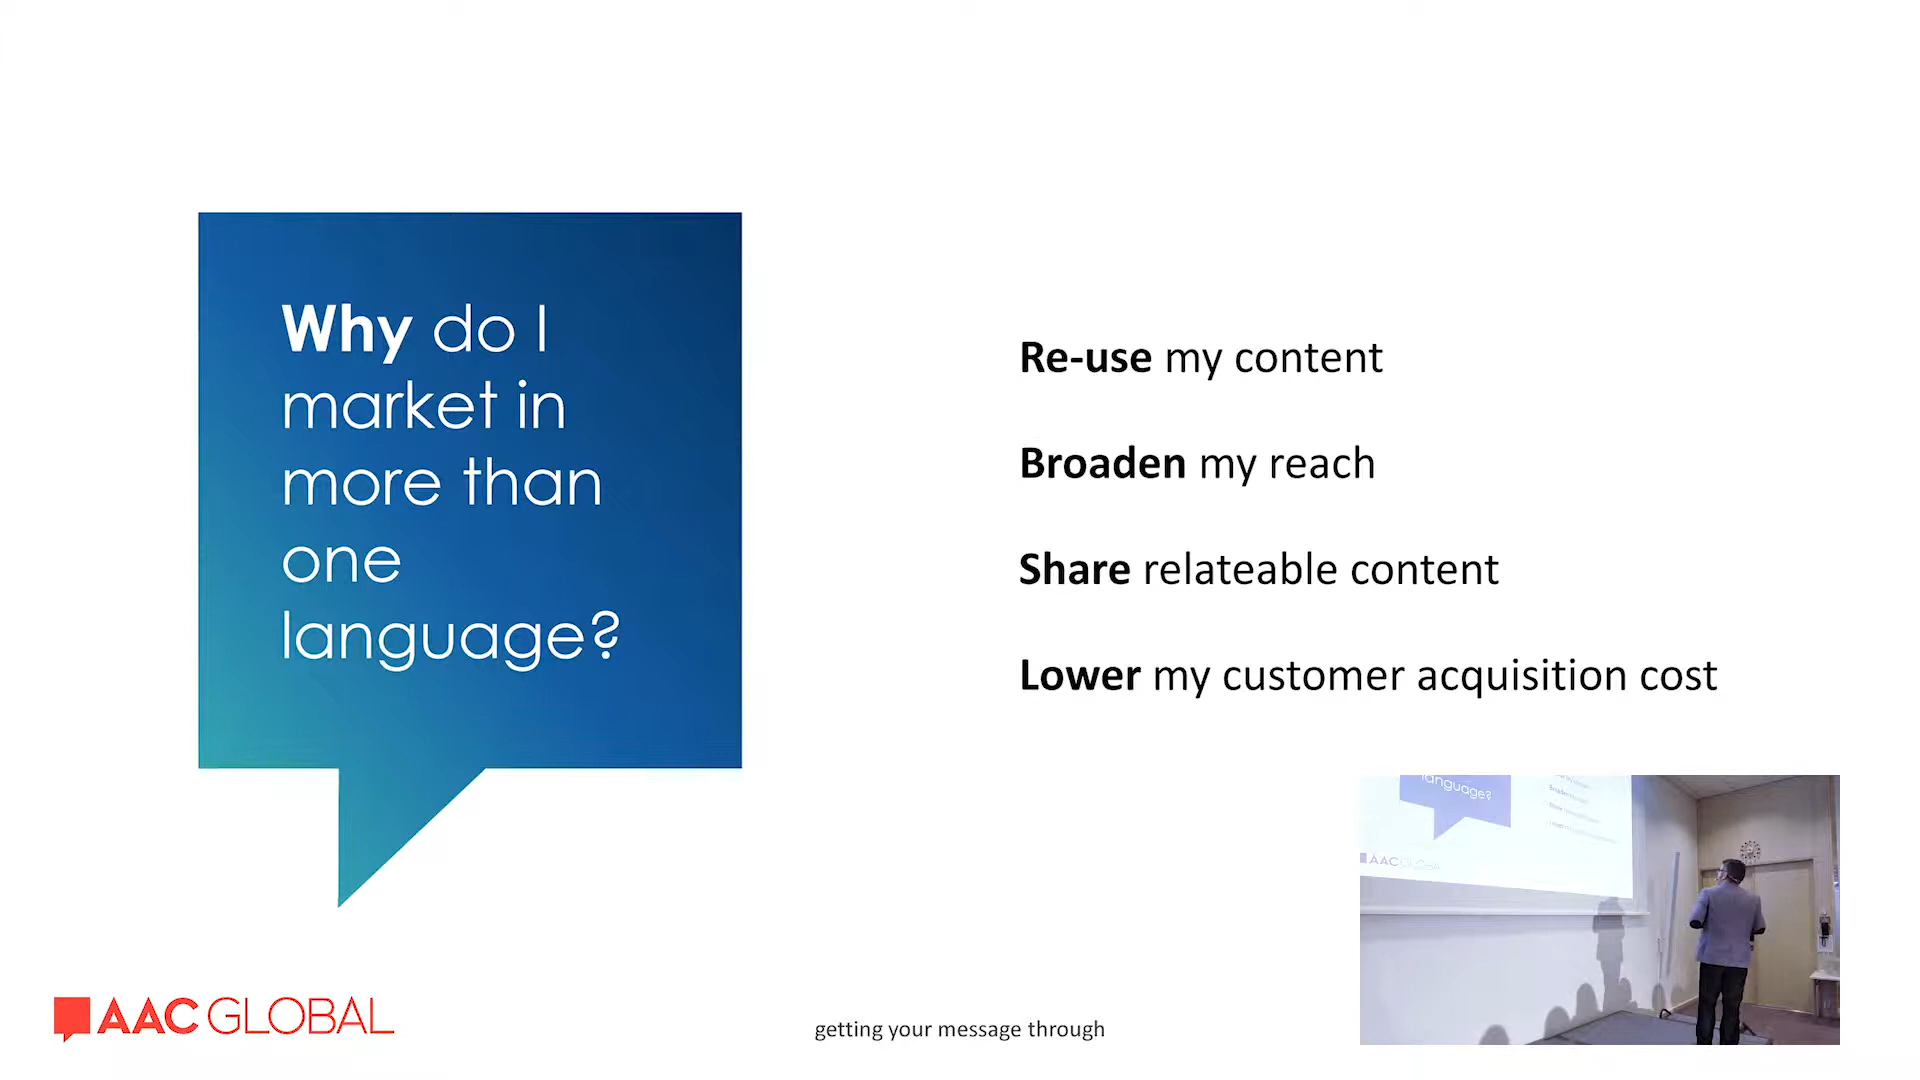 Why do I
market in
more than
one
language?
Re-use my content
Broaden my reach
Share relateable content
Lower my customer acquisition cost
language?
AAC GLOBAL
AAC GLOBAL
getting your message through